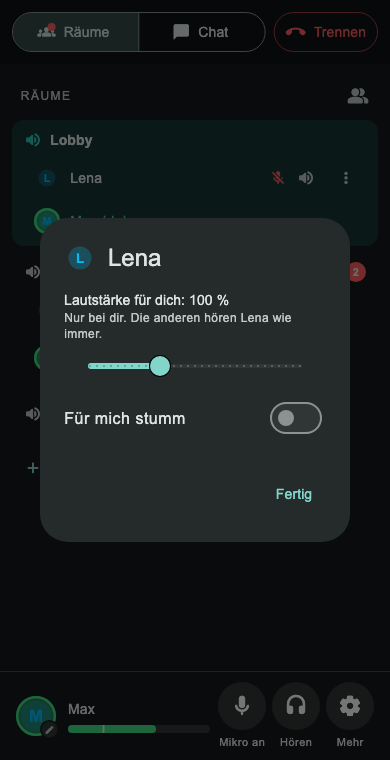 Räume
Chat
Trennen
RÄUME
Lobby
L
Lena
M
2
L
Lena
Lautstärke für dich: 100 %
Nur bei dir. Die anderen hören Lena wie
immer.
Für mich stumm
Fertig
M
Max
Mikro an
Hören
Mehr